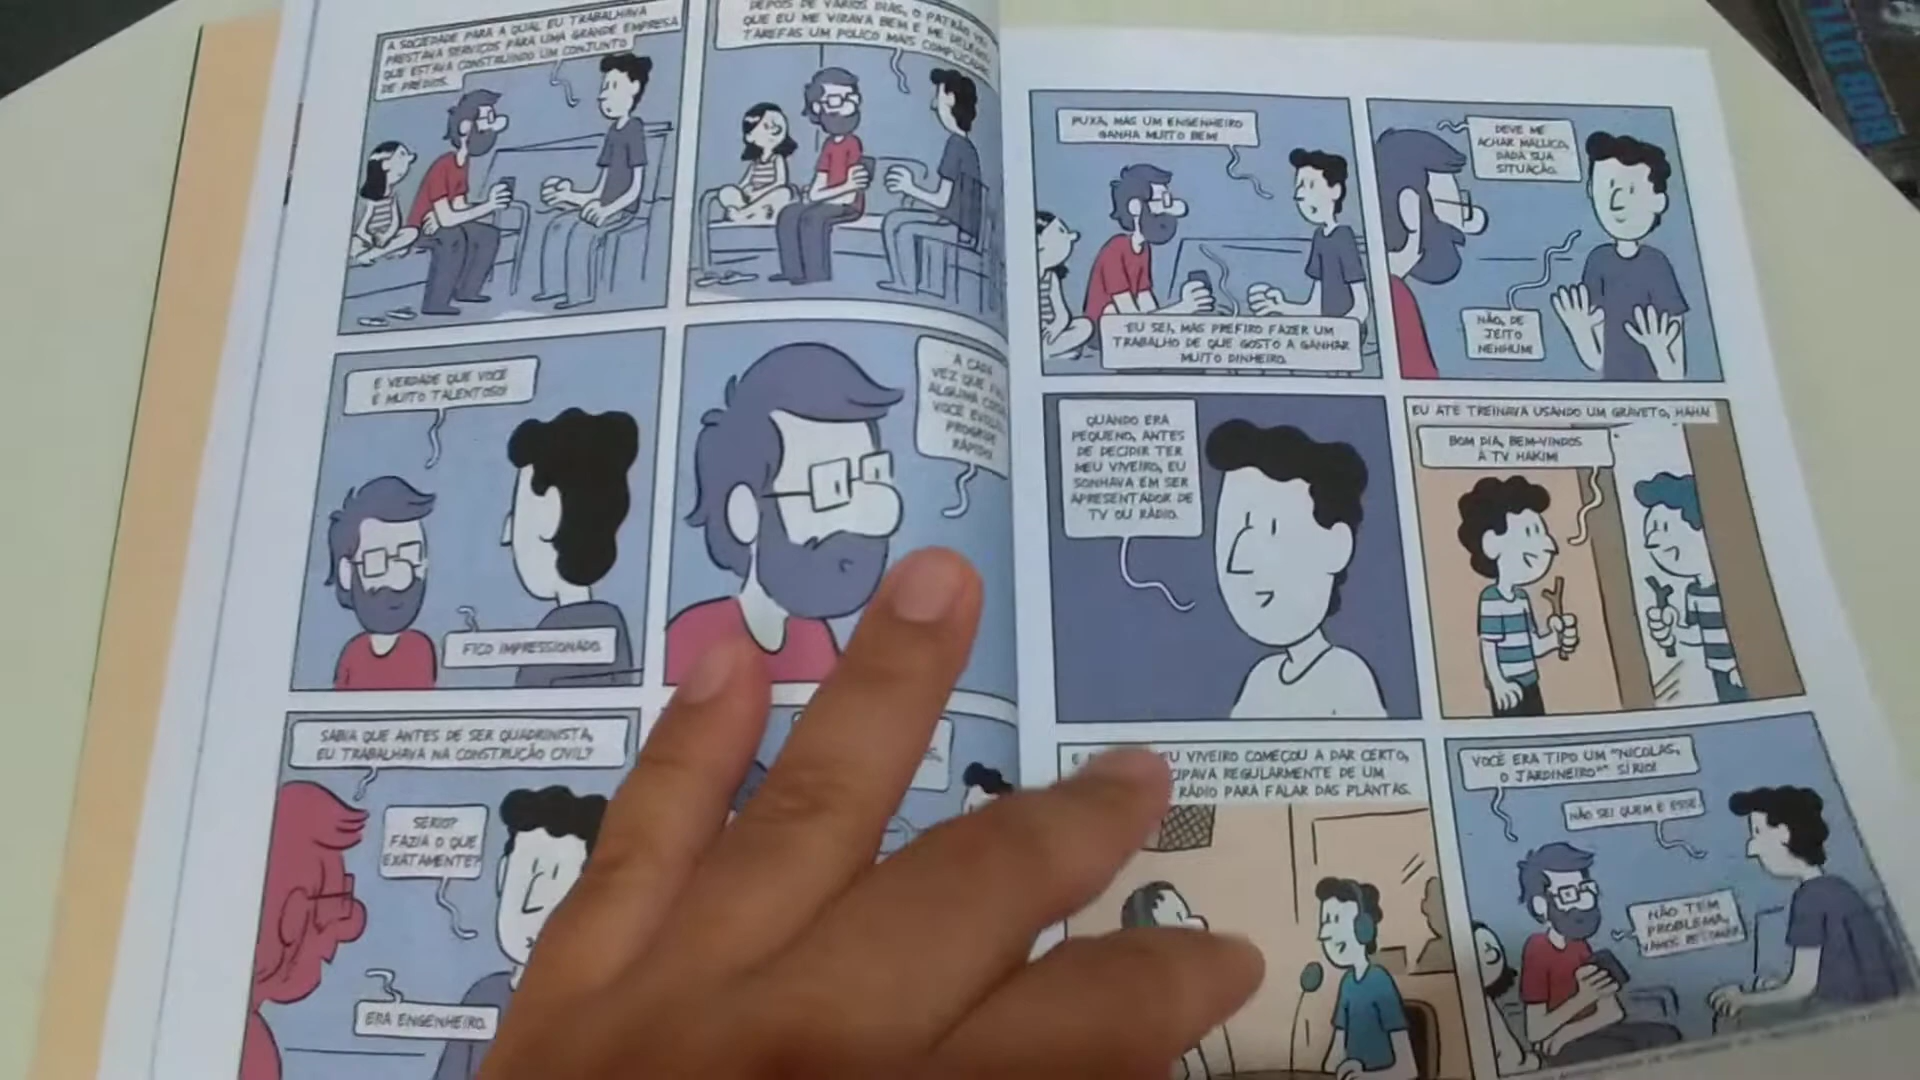 A SOCIEDADE PARA A QUAL EU TRABALHAVA
PRESTAVA SERVIÇOS PARA UMA GRANDE EMPRESA
QUE ESTAVA CONSTRUINDO UM CONJUNTO
DE PRÉDIOS.
DEPOIS DE VÁRIOS DIAS, O PATRÃO VIU
QUE EU ME VIRAVA BEM E ME DELEGOU
TAREFAS UM POUCO MAIS COMPLICADAS.
É VERDADE QUE VOCÊ
É MUITO TALENTOSO!
FICO IMPRESSIONADO.
A CADA
VEZ QUE
ALGUMA COISA,
VOCÊ
PROGRIDE
RÁPIDO.
SABIA QUE ANTES DE SER QUADRINISTA,
EU TRABALHAVA NA CONSTRUÇÃO CIVIL?
SÉRIO?
FAZIA O QUE
EXATAMENTE?
ERA ENGENHEIRO.
PUXA, MAS UM ENGENHEIRO
GANHA MUITO BEM!
EU SEI, MAS PREFIRO FAZER UM
TRABALHO DE QUE GOSTO A GANHAR
MUITO DINHEIRO.
DEVE ME
ACHAR MALUCO,
DADA SUA
SITUAÇÃO.
NÃO, DE
JEITO
NENHUM!
QUANDO ERA
PEQUENO, ANTES
DE DECIDIR TER
MEU VIVEIRO, EU
SONHAVA EM SER
APRESENTADOR DE
TV OU RÁDIO.
EU ATÉ TREINAVA USANDO UM GRAVETO, HAHA!
BOM DIA, BEM-VINDOS
À TV HAKIM!
E EU VIVEIRO COMEÇOU A DAR CERTO,
CIPAVA REGULARMENTE DE UM
RÁDIO PARA FALAR DAS PLANTAS.
VOCÊ ERA TIPO UM "NICOLAS,
O JARDINEIRO"* SÍRIO!
NÃO SEI QUEM É ESSE.
NÃO TEM
PROBLEMA,
VAMOS RETOMAR.
BOB